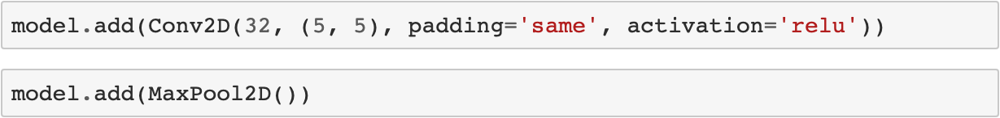 model.add(Conv2D(32, (5, 5), padding='same', activation='relu'))
model.add(MaxPool2D())